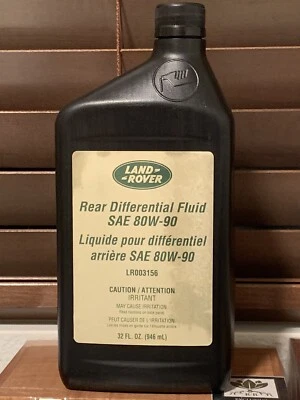 LAND
ROVER
Rear Differential Fluid
SAE 80W-90
Liquide pour différentiel
arrière SAE 80W-90
LR003156
CAUTION / ATTENTION
IRRITANT
MAY CAUSE IRRITATION
PEUT CAUSER DE L'IRRITATION
32 FL. OZ. (946 mL)